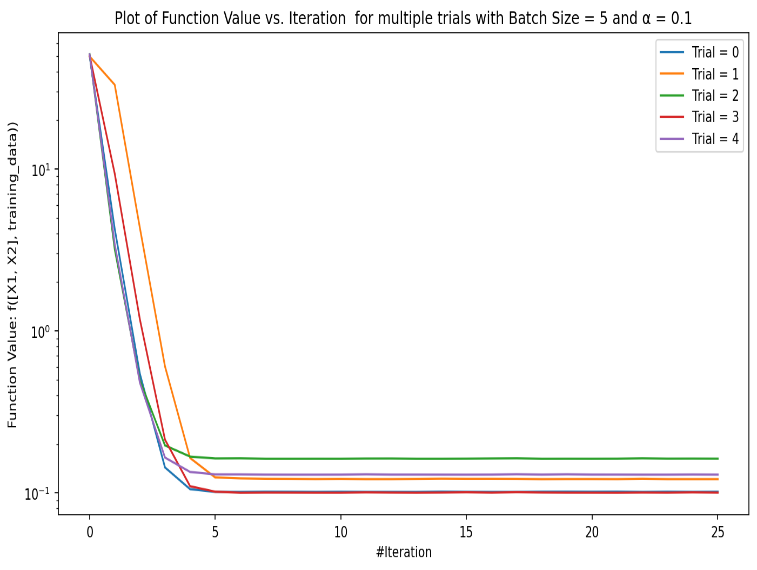 Plot of Function Value vs. Iteration  for multiple trials with Batch Size = 5 and α = 0.1
Trial = 0
Trial = 1
Trial = 2
Trial = 3
Trial = 4
Function Value: f([X1, X2], training_data))
10¹
10⁰
10⁻¹
0 5 10 15 20 25
#Iteration